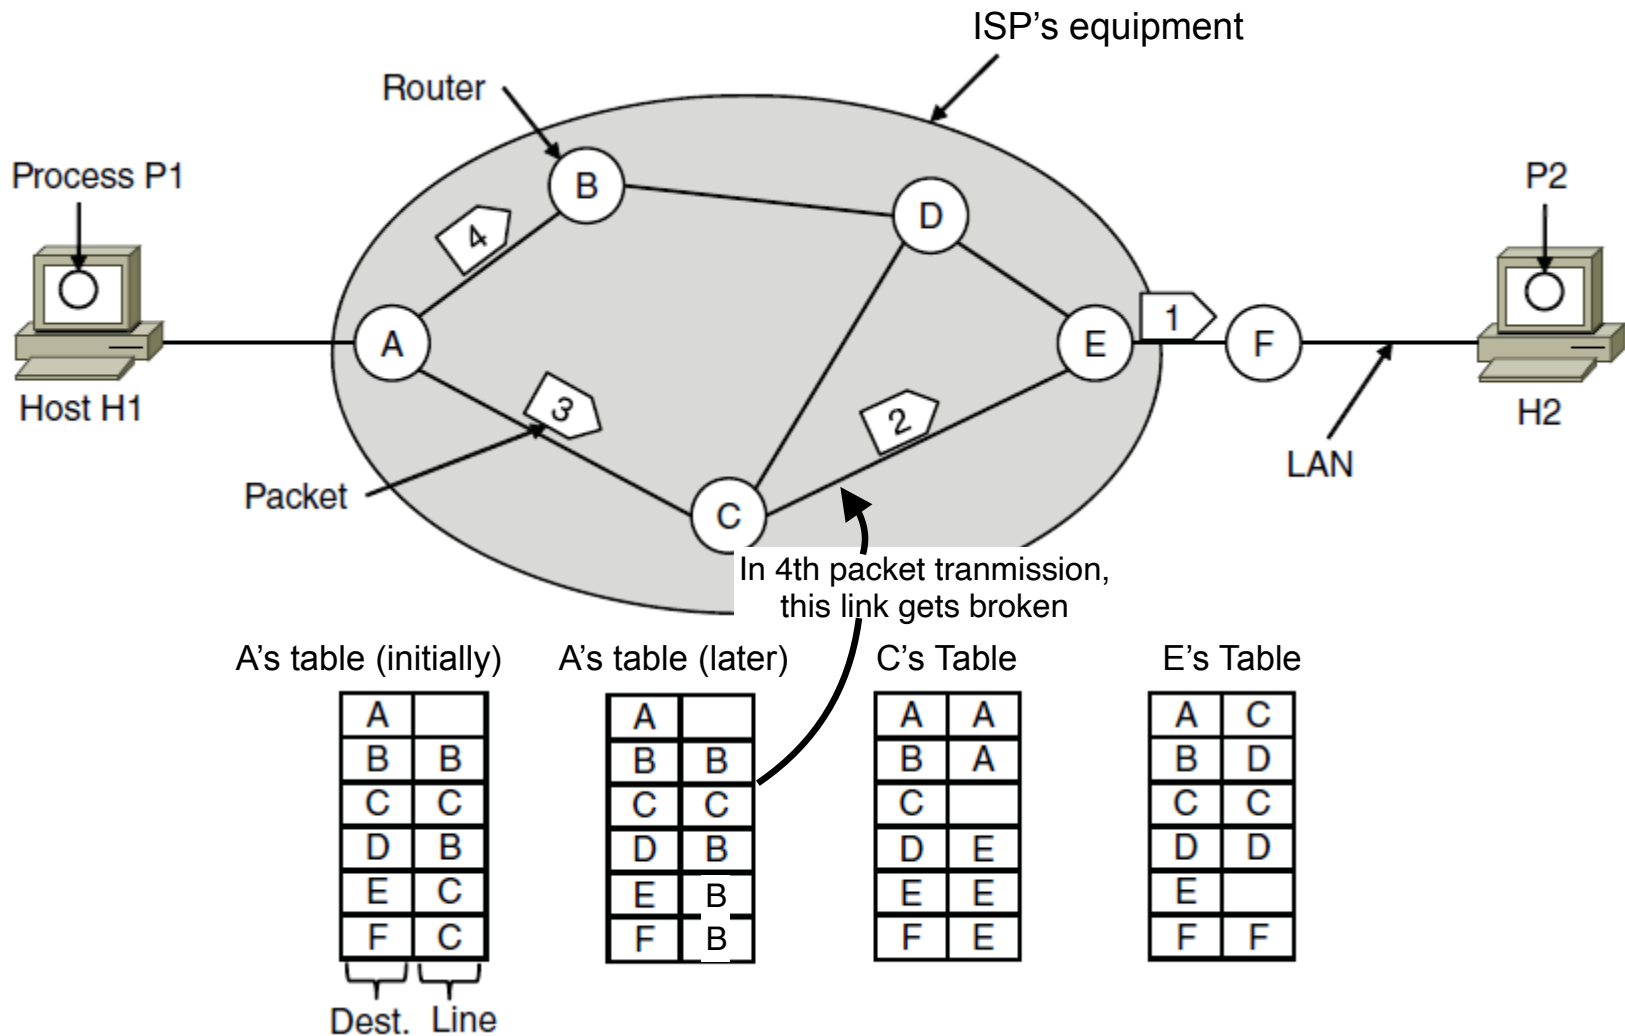 ISP's equipment
Router
Process P1
P2
B
D
4
A
1
E
F
3
2
Host H1
H2
LAN
Packet
C
In 4th packet tranmission,
this link gets broken
A's table (initially)
A
B B
C C
D B
E C
F C
Dest. Line
A's table (later)
A
B B
C C
D B
E B
F B
C's Table
A A
B A
C
D E
E E
F E
E's Table
A C
B D
C C
D D
E
F F